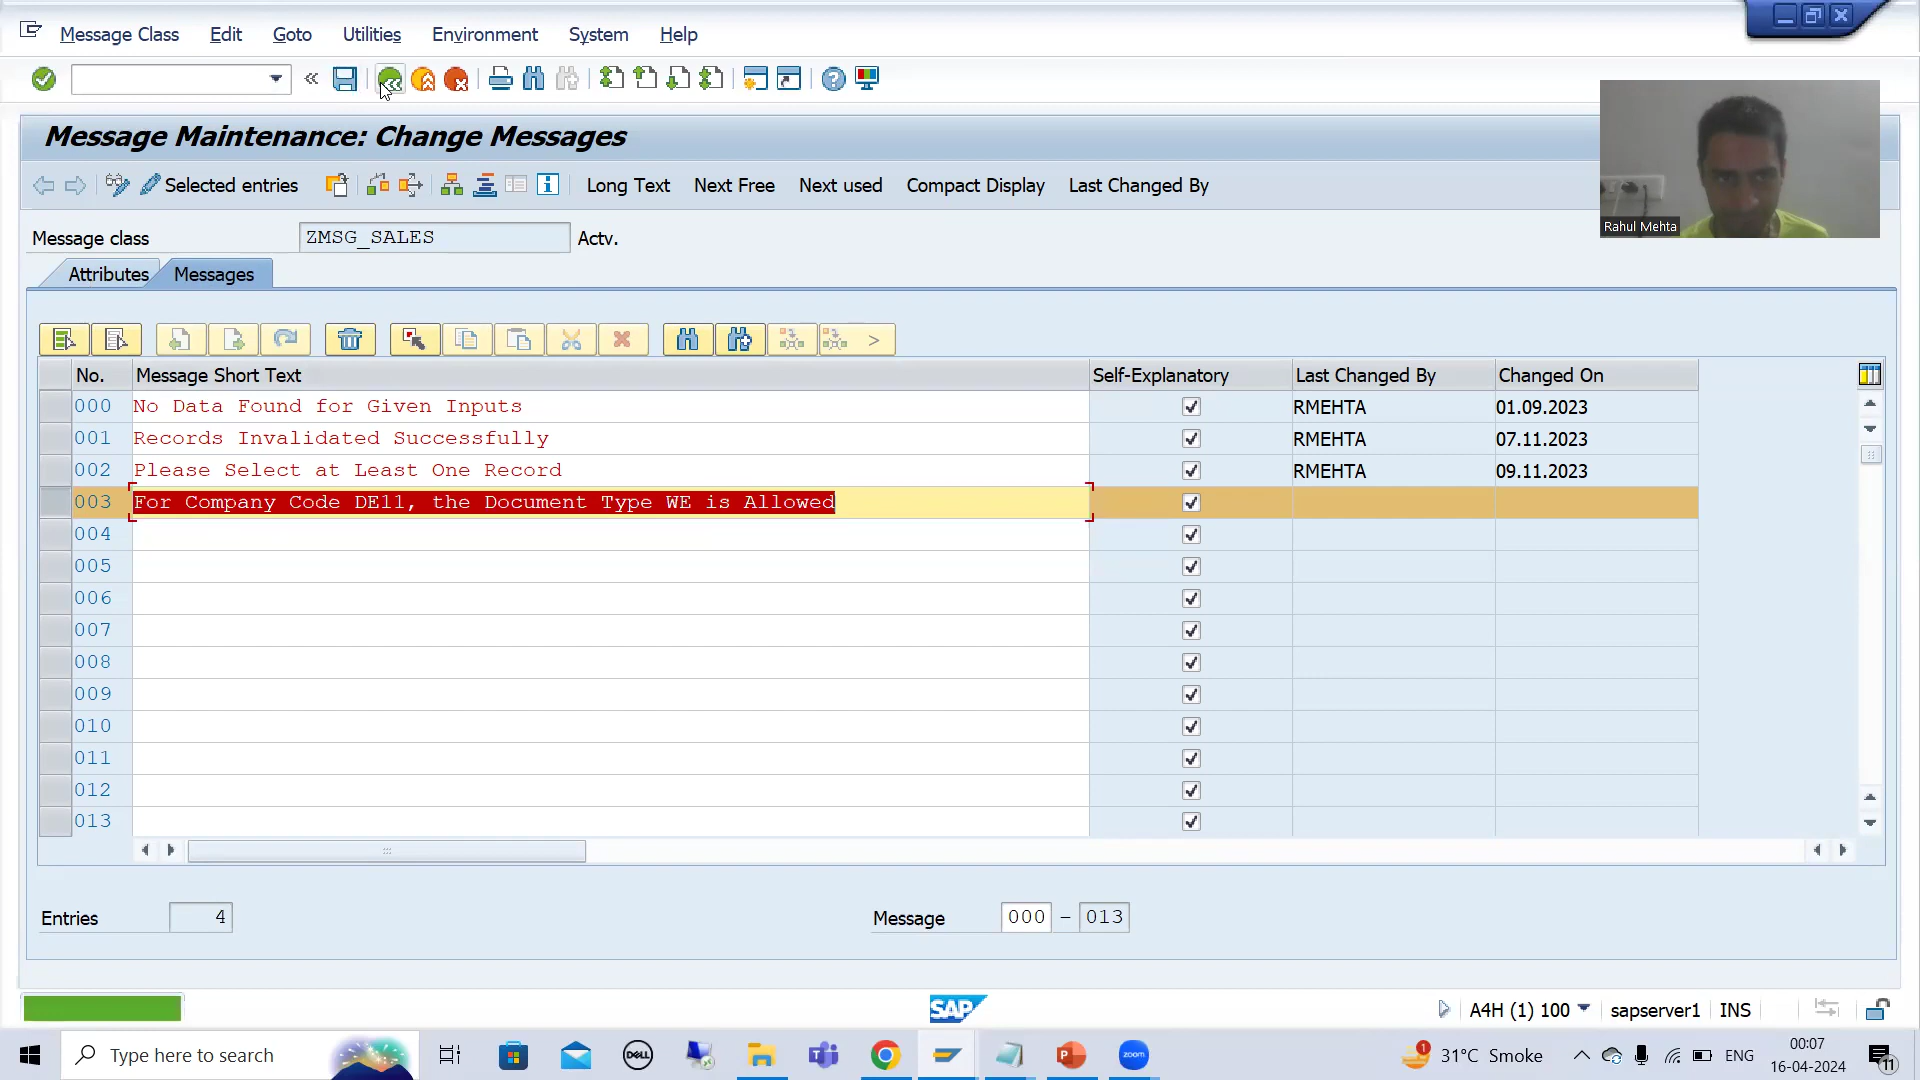 Message Class Edit Goto Utilities Environment System Help
Message Maintenance: Change Messages
Selected entries Long Text Next Free Next used Compact Display Last Changed By
Rahul Mehta
Message class ZMSG_SALES Actv.
Attributes Messages
No. Message Short Text Self-Explanatory Last Changed By Changed On
000 No Data Found for Given Inputs RMEHTA 01.09.2023
001 Records Invalidated Successfully RMEHTA 07.11.2023
002 Please Select at Least One Record RMEHTA 09.11.2023
003 For Company Code DE11, the Document Type WE is Allowed
004
005
006
007
008
009
010
011
012
013
Entries 4 Message 000 - 013
SAP A4H (1) 100 sapserver1 INS
Type here to search DELL zoom 1 31°C Smoke ENG 00:07
16-04-2024 11